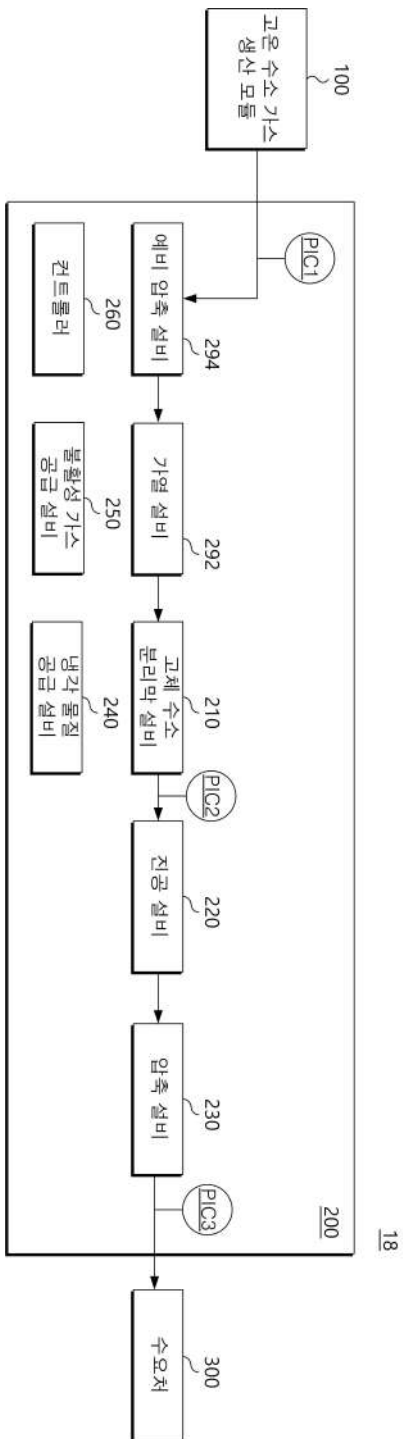 18
200
고온 수소 가스
생산 모듈
100
PIC1
예비 압축 설비
294
가열 설비
292
고체 수소
분리막 설비
210
PIC2
진공 설비
220
압축 설비
230
PIC3
수요처
300
컨트롤러
260
불활성 가스
공급 설비
250
냉각 물질
공급 설비
240